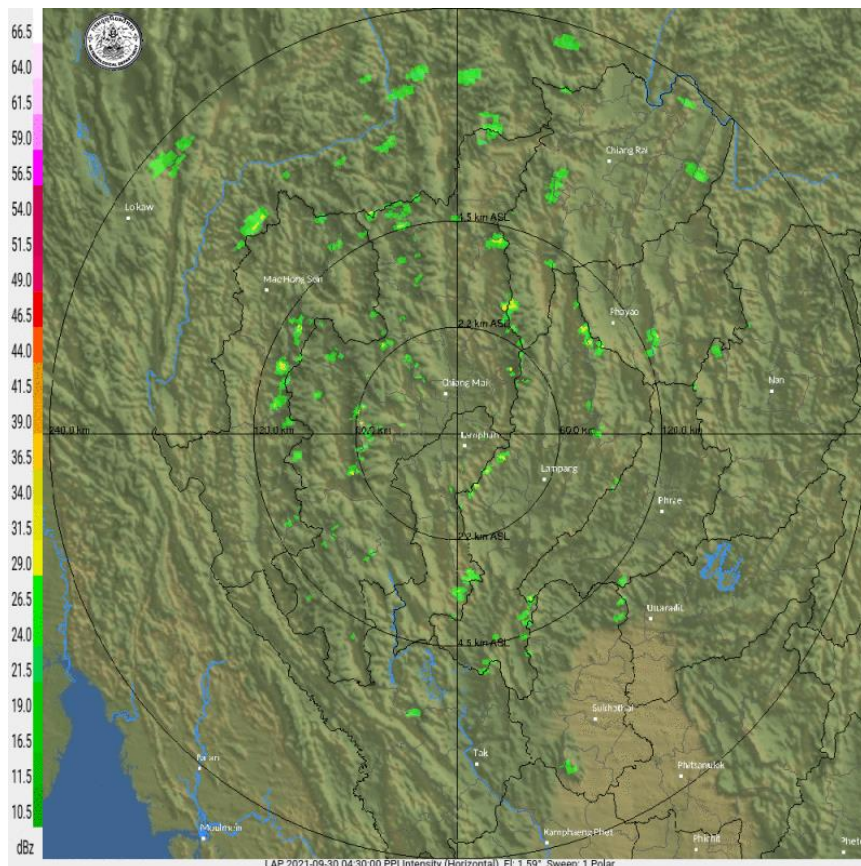 66.5
64.0
61.5
59.0
56.5
54.0
51.5
49.0
46.5
44.0
41.5
39.0
36.5
34.0
31.5
29.0
26.5
24.0
21.5
19.0
16.5
11.5
10.5
dBz
Chiang Rai
Loikaw
4.5 km ASL
Mae Hong Son
Phayao
2.2 km ASL
Chiang Mai
Nan
240.0 km
120.0 km
60.0 km
60.0 km
120.0 km
Lamphun
Lampang
Phrae
2.2 km ASL
Uttaradit
4.5 km ASL
Sukhothai
Tak
Pa'an
Phitsanulok
Moulmein
Kamphaeng Phet
Phichit
Phet
LAP 2021-09-30 04:30:00 PPI Intensity (Horizontal) El: 1.59° Sweep: 1 Polar